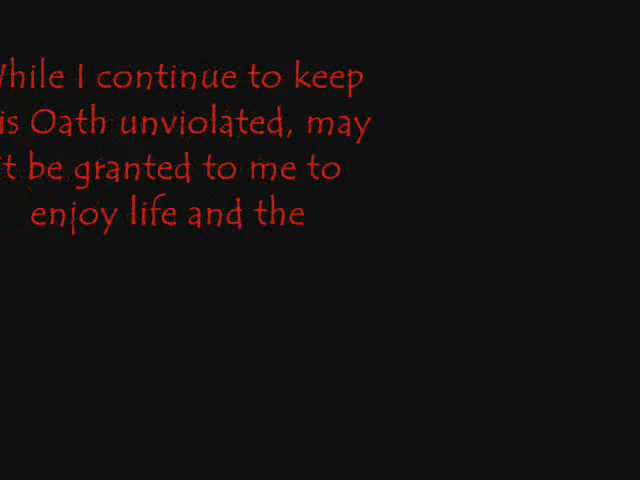 hile I continue to keep
is Oath unviolated, may
t be granted to me to
enjoy life and the